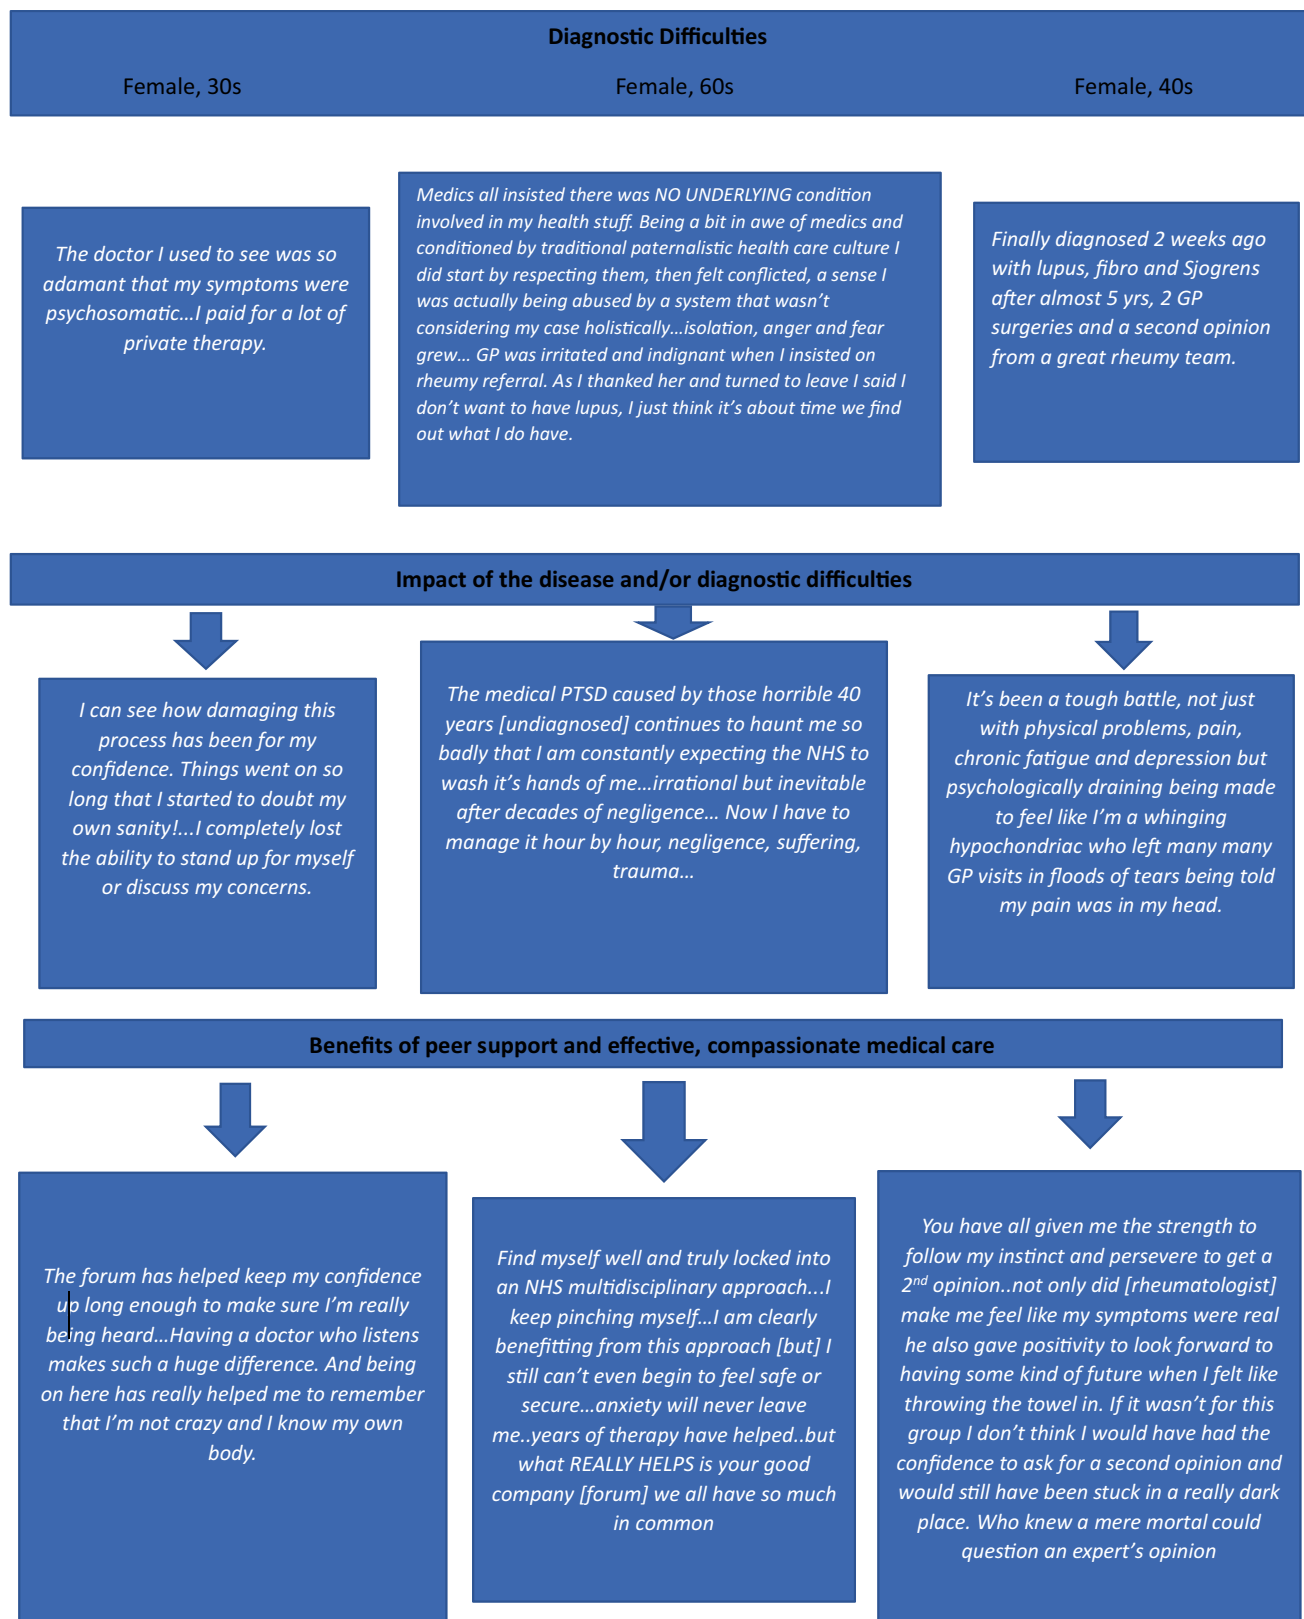 Diagnostic Difficulties
Female, 30s
Female, 60s
Female, 40s
The doctor I used to see was so
adamant that my symptoms were
psychosomatic...I paid for a lot of
private therapy.
Medics all insisted there was NO UNDERLYING condition
involved in my health stuff. Being a bit in awe of medics and
conditioned by traditional paternalistic health care culture I
did start by respecting them, then felt conflicted, a sense I
was actually being abused by a system that wasn't
considering my case holistically...isolation, anger and fear
grew... GP was irritated and indignant when I insisted on
rheumy referral. As I thanked her and turned to leave I said I
don't want to have lupus, I just think it's about time we find
out what I do have.
Finally diagnosed 2 weeks ago
with lupus, fibro and Sjogrens
after almost 5 yrs, 2 GP
surgeries and a second opinion
from a great rheumy team.
Impact of the disease and/or diagnostic difficulties
I can see how damaging this
process has been for my
confidence. Things went on so
long that I started to doubt my
own sanity!...I completely lost
the ability to stand up for myself
or discuss my concerns.
The medical PTSD caused by those horrible 40
years [undiagnosed] continues to haunt me so
badly that I am constantly expecting the NHS to
wash it's hands of me...irrational but inevitable
after decades of negligence... Now I have to
manage it hour by hour, negligence, suffering,
trauma...
It's been a tough battle, not just
with physical problems, pain,
chronic fatigue and depression but
psychologically draining being made
to feel like I'm a whinging
hypochondriac who left many many
GP visits in floods of tears being told
my pain was in my head.
Benefits of peer support and effective, compassionate medical care
The forum has helped keep my confidence
up long enough to make sure I'm really
being heard...Having a doctor who listens
makes such a huge difference. And being
on here has really helped me to remember
that I'm not crazy and I know my own
body.
Find myself well and truly locked into
an NHS multidisciplinary approach...I
keep pinching myself...I am clearly
benefitting from this approach [but] I
still can't even begin to feel safe or
secure...anxiety will never leave
me..years of therapy have helped..but
what REALLY HELPS is your good
company [forum] we all have so much
in common
You have all given me the strength to
follow my instinct and persevere to get a
2nd opinion..not only did [rheumatologist]
make me feel like my symptoms were real
he also gave positivity to look forward to
having some kind of future when I felt like
throwing the towel in. If it wasn't for this
group I don't think I would have had the
confidence to ask for a second opinion and
would still have been stuck in a really dark
place. Who knew a mere mortal could
question an expert's opinion